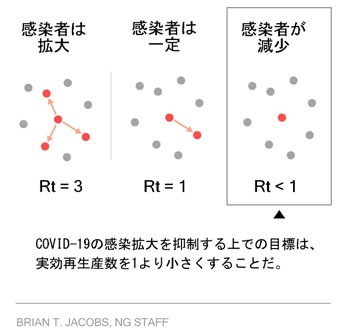 感染者は
拡大
感染者は
一定
感染者が
減少
Rt = 3
Rt = 1
Rt < 1
COVID-19の感染拡大を抑制する上での目標は、
実効再生産数を1より小さくすることだ。
BRIAN T. JACOBS, NG STAFF